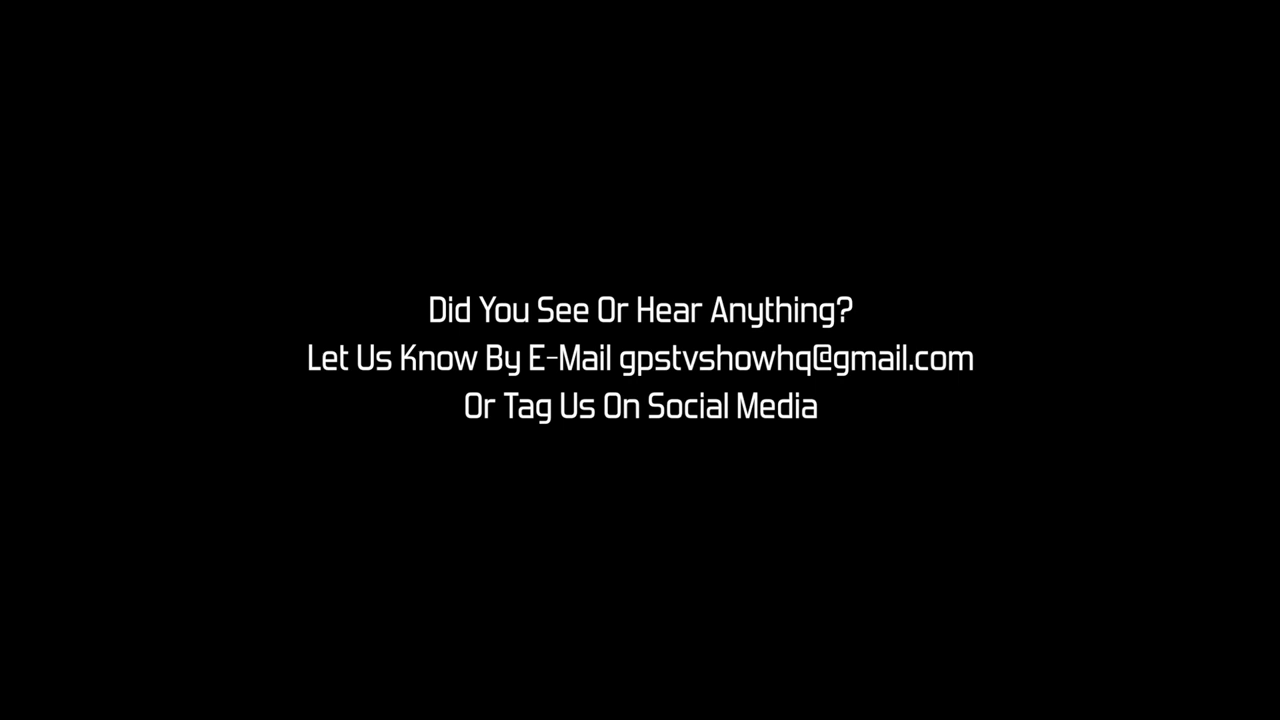 Did You See Or Hear Anything?
Let Us Know By E-Mail gpstvshowhq@gmail.com
Or Tag Us On Social Media